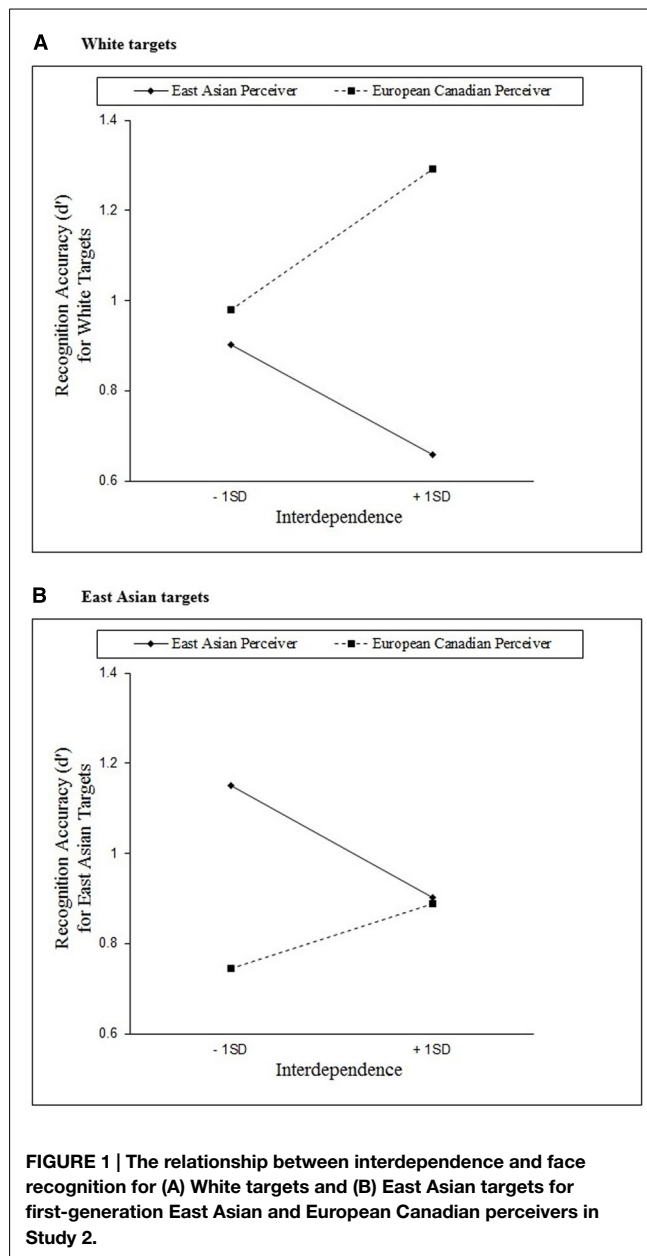 A White targets
East Asian Perceiver European Canadian Perceiver
1.4
1.2
1
0.8
0.6
Recognition Accuracy (d')
for White Targets
- 1SD + 1SD
Interdependence
B East Asian targets
East Asian Perceiver European Canadian Perceiver
1.4
1.2
1
0.8
0.6
Recognition Accuracy (d')
for East Asian Targets
- 1SD + 1SD
Interdependence
FIGURE 1 | The relationship between interdependence and face
recognition for (A) White targets and (B) East Asian targets for
first-generation East Asian and European Canadian perceivers in
Study 2.